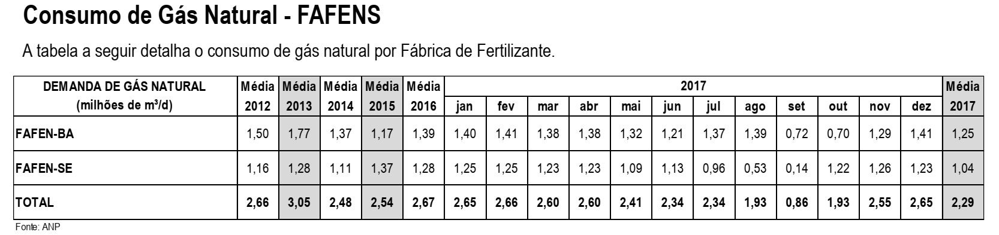 Consumo de Gás Natural - FAFENS
A tabela a seguir detalha o consumo de gás natural por Fábrica de Fertilizante.
DEMANDA DE GÁS NATURAL Média Média Média Média Média 2017 Média
(milhões de m³/d) 2012 2013 2014 2015 2016 jan fev mar abr mai jun jul ago set out nov dez 2017
FAFEN-BA 1,50 1,77 1,37 1,17 1,39 1,40 1,41 1,38 1,38 1,32 1,21 1,37 1,39 0,72 0,70 1,29 1,41 1,25
FAFEN-SE 1,16 1,28 1,11 1,37 1,28 1,25 1,25 1,23 1,23 1,09 1,13 0,96 0,53 0,14 1,22 1,26 1,23 1,04
TOTAL 2,66 3,05 2,48 2,54 2,67 2,65 2,66 2,60 2,60 2,41 2,34 2,34 1,93 0,86 1,93 2,55 2,65 2,29
Fonte: ANP